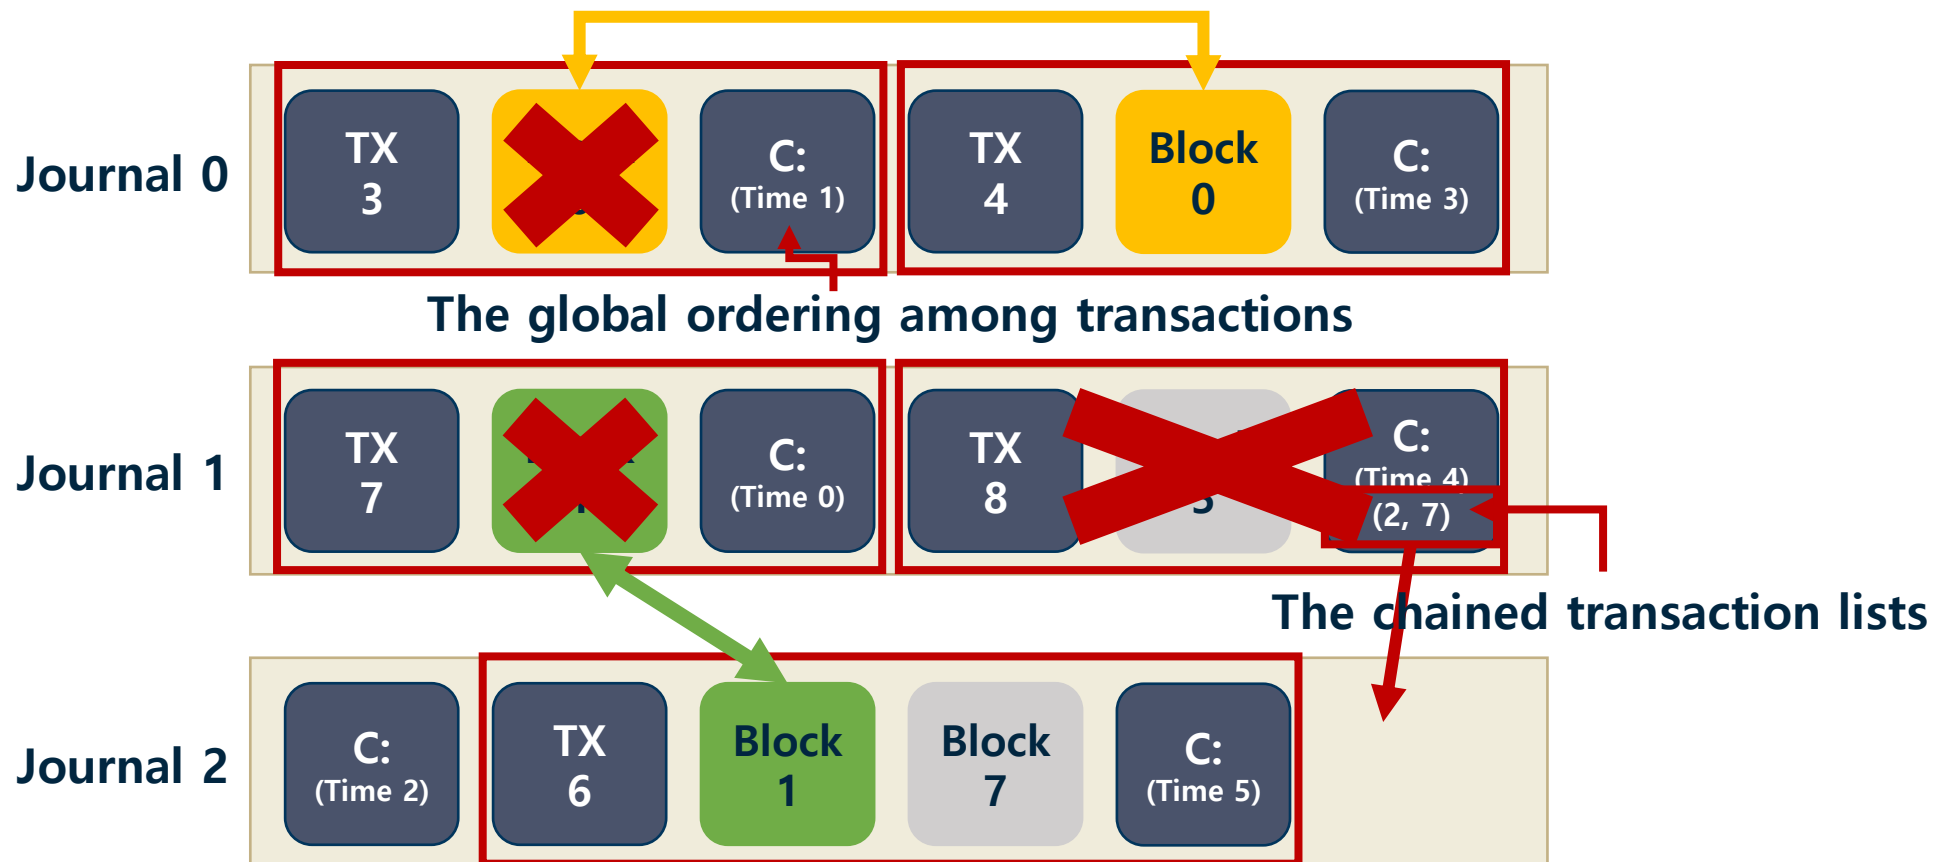 Journal 0
TX
3
C:
(Time 1)
TX
4
Block
0
C:
(Time 3)
The global ordering among transactions
Journal 1
TX
7
C:
(Time 0)
TX
8
C:
(Time 4)
(2, 7)
The chained transaction lists
Journal 2
C:
(Time 2)
TX
6
Block
1
Block
7
C:
(Time 5)